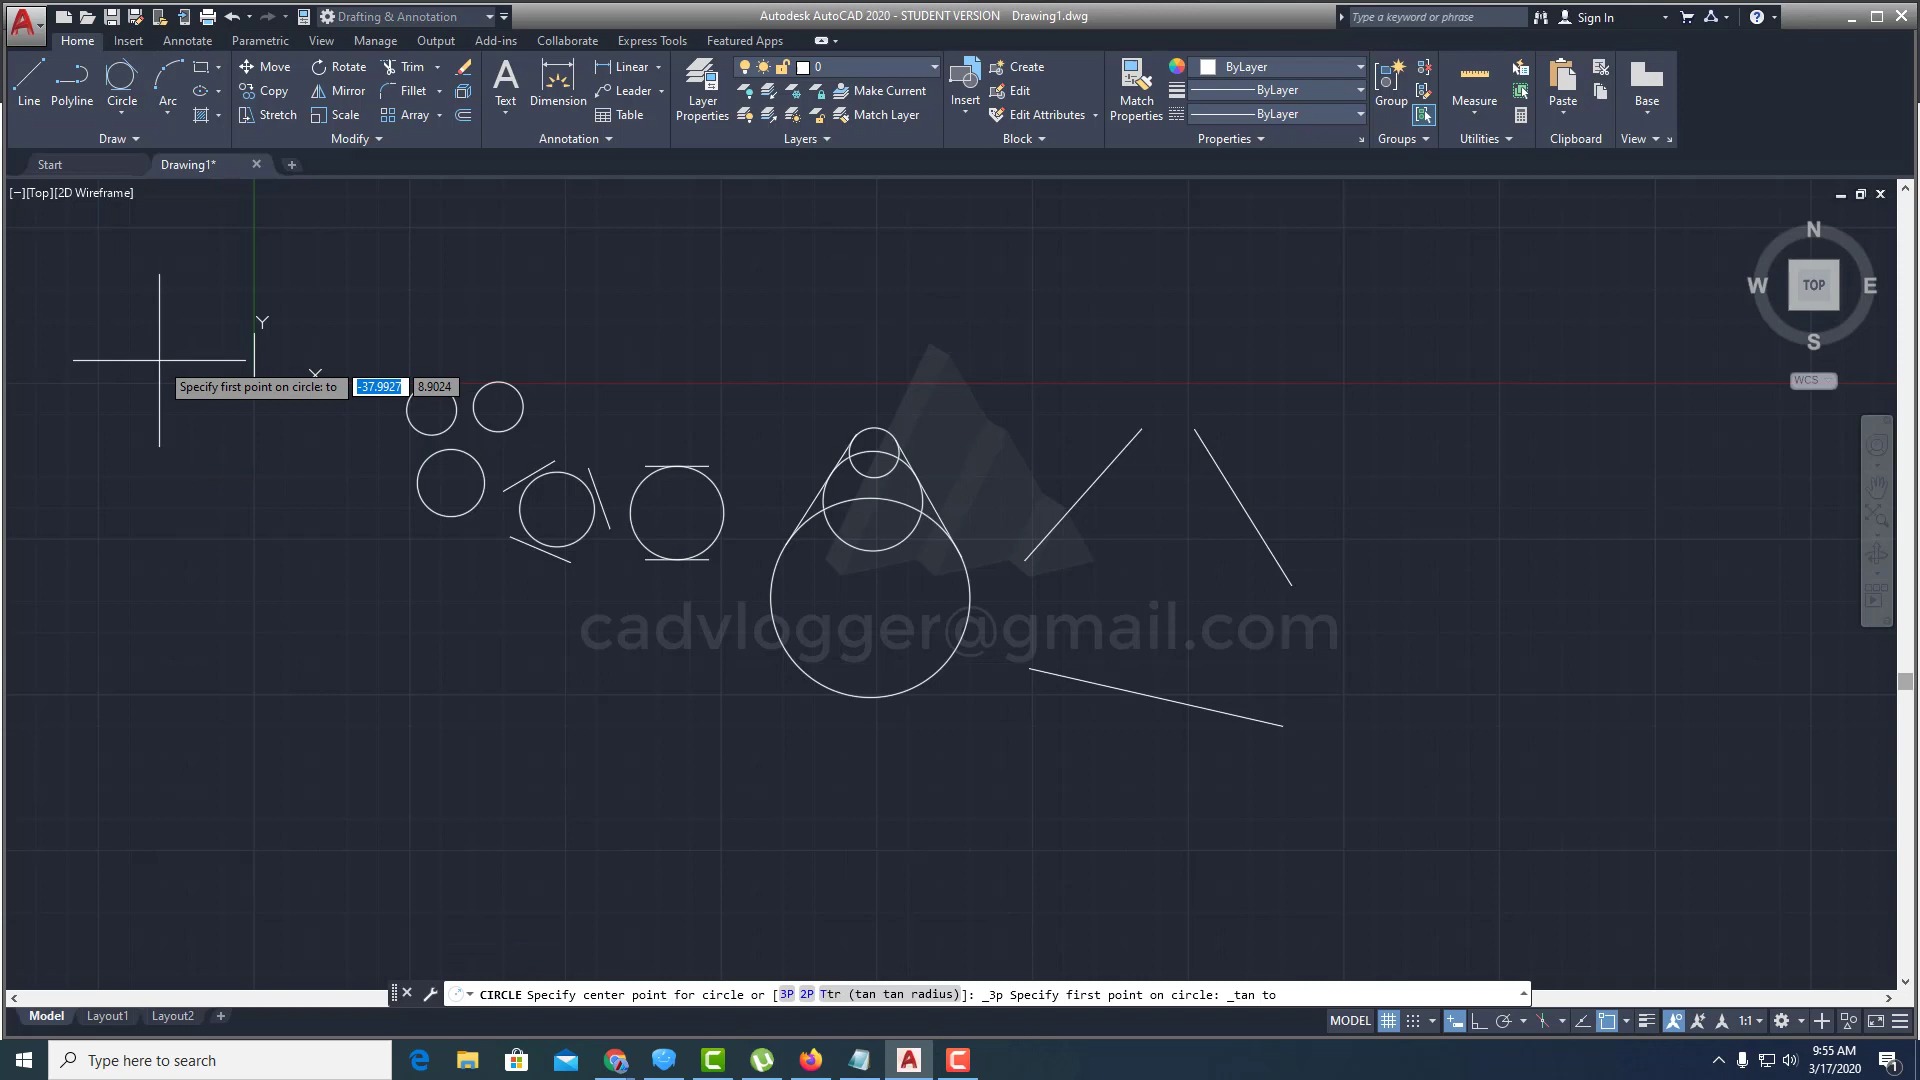 Drafting & Annotation
Autodesk AutoCAD 2020 - STUDENT VERSION Drawing1.dwg
Type a keyword or phrase
Sign In
Home Insert Annotate Parametric View Manage Output Add-ins Collaborate Express Tools Featured Apps
Line Polyline Circle Arc
Move Rotate Trim
Copy Mirror Fillet
Stretch Scale Array
Text Dimension
Linear
Leader
Table
Layer Properties
0
Make Current
Match Layer
Insert
Create
Edit
Edit Attributes
Match Properties
ByLayer
ByLayer
ByLayer
Group Measure Paste Base
Draw Modify Annotation Layers Block Properties Groups Utilities Clipboard View
Start Drawing1*
[−][Top][2D Wireframe]
N
W TOP E
S
WCS
Y
X
Specify first point on circle: to -37.9927 8.9024
cadvlogger@gmail.com
CIRCLE Specify center point for circle or [3P 2P Ttr (tan tan radius)]: _3p Specify first point on circle: _tan to
Model Layout1 Layout2
MODEL 1:1
Type here to search
9:55 AM
3/17/2020
1